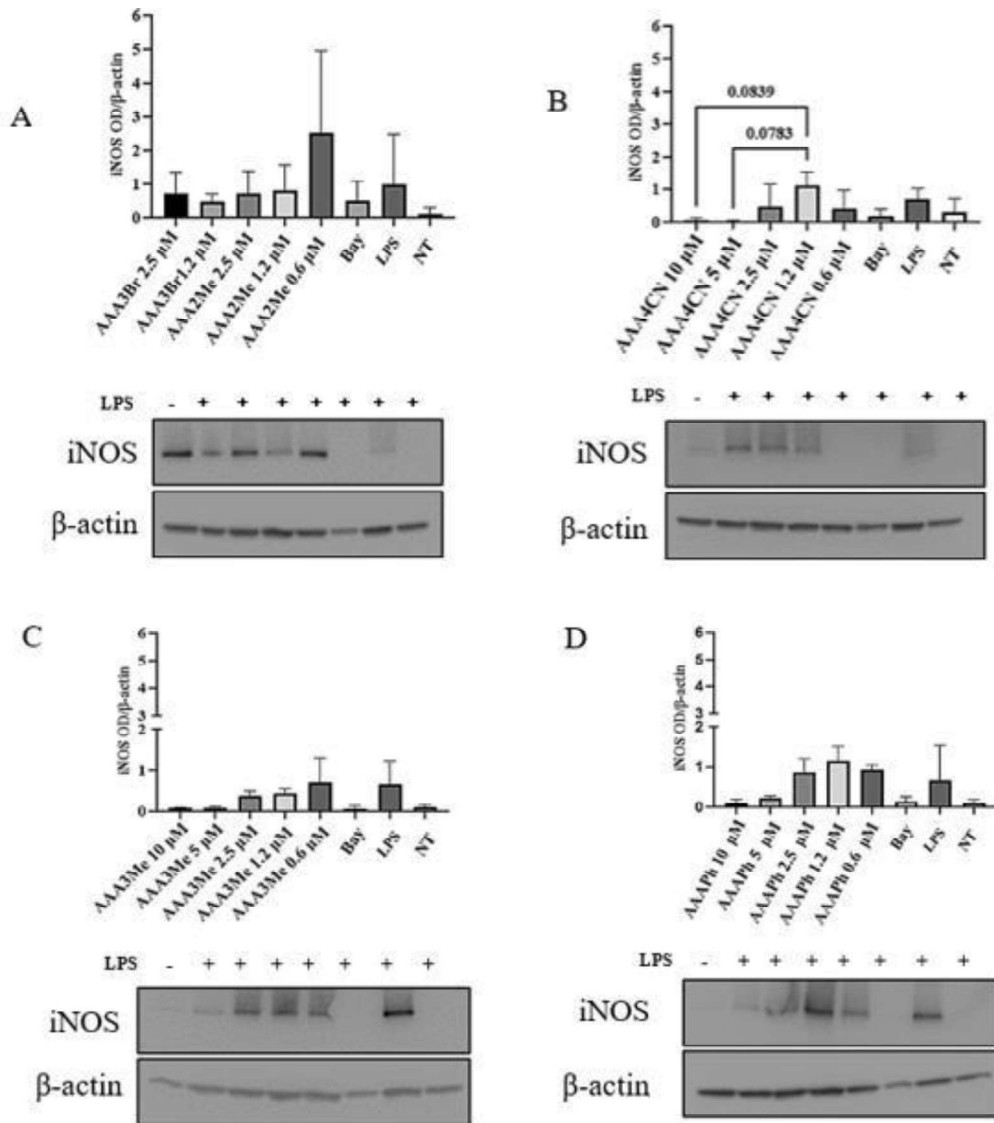 A
iNOS OD/β-actin
6
5
4
3
2
1
0
AAA3Br 2.5 μM
AAA3Br1.2 μM
AAA2Me 2.5 μM
AAA2Me 1.2 μM
AAA2Me 0.6 μM
Bay
LPS
NT
LPS - + + + + + + +
iNOS
β-actin
B
iNOS OD/β-actin
6
5
4
3
2
1
0
0.0839
0.0783
AAA4CN 10 μM
AAA4CN 5 μM
AAA4CN 2.5 μM
AAA4CN 1.2 μM
AAA4CN 0.6 μM
Bay
LPS
NT
LPS - + + + + + + +
iNOS
β-actin
C
iNOS OD/β-actin
6
5
4
3
2
1
0
AAA3Me 10 μM
AAA3Me 5 μM
AAA3Me 2.5 μM
AAA3Me 1.2 μM
AAA3Me 0.6 μM
Bay
LPS
NT
LPS - + + + + + + +
iNOS
β-actin
D
iNOS OD/β-actin
6
5
4
3
2
1
0
AAAPh 10 μM
AAAPh 5 μM
AAAPh 2.5 μM
AAAPh 1.2 μM
AAAPh 0.6 μM
Bay
LPS
NT
LPS - + + + + + + +
iNOS
β-actin